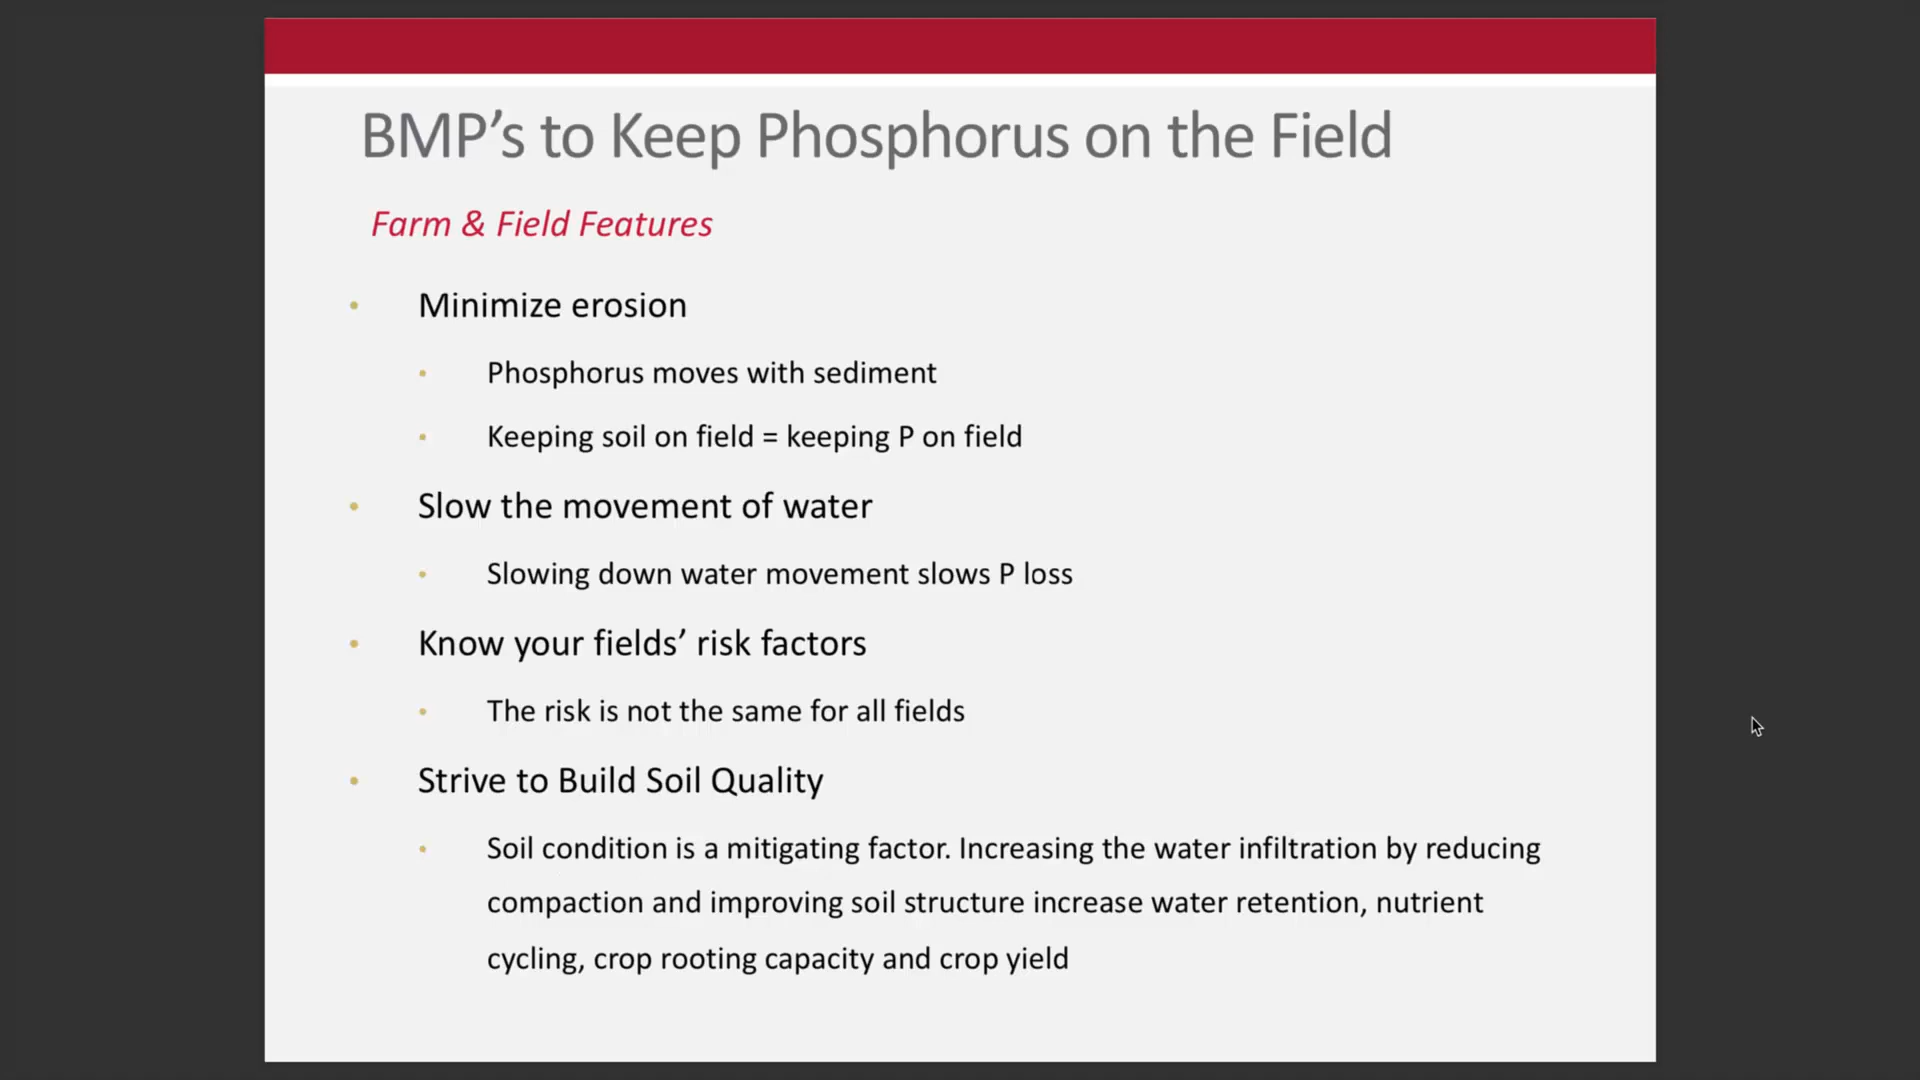 BMP’s to Keep Phosphorus on the Field
Farm & Field Features
• Minimize erosion
• Phosphorus moves with sediment
• Keeping soil on field = keeping P on field
• Slow the movement of water
• Slowing down water movement slows P loss
• Know your fields’ risk factors
• The risk is not the same for all fields
• Strive to Build Soil Quality
• Soil condition is a mitigating factor. Increasing the water infiltration by reducing
compaction and improving soil structure increase water retention, nutrient
cycling, crop rooting capacity and crop yield